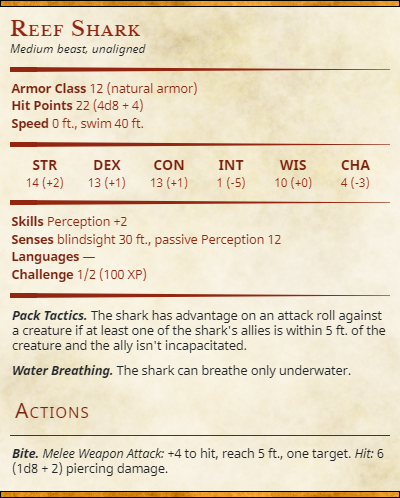 Reef Shark
Medium beast, unaligned
Armor Class 12 (natural armor)
Hit Points 22 (4d8 + 4)
Speed 0 ft., swim 40 ft.
STR DEX CON INT WIS CHA
14 (+2) 13 (+1) 13 (+1) 1 (-5) 10 (+0) 4 (-3)
Skills Perception +2
Senses blindsight 30 ft., passive Perception 12
Languages —
Challenge 1/2 (100 XP)
Pack Tactics. The shark has advantage on an attack roll against
a creature if at least one of the shark's allies is within 5 ft. of the
creature and the ally isn't incapacitated.
Water Breathing. The shark can breathe only underwater.
Actions
Bite. Melee Weapon Attack: +4 to hit, reach 5 ft., one target. Hit: 6
(1d8 + 2) piercing damage.